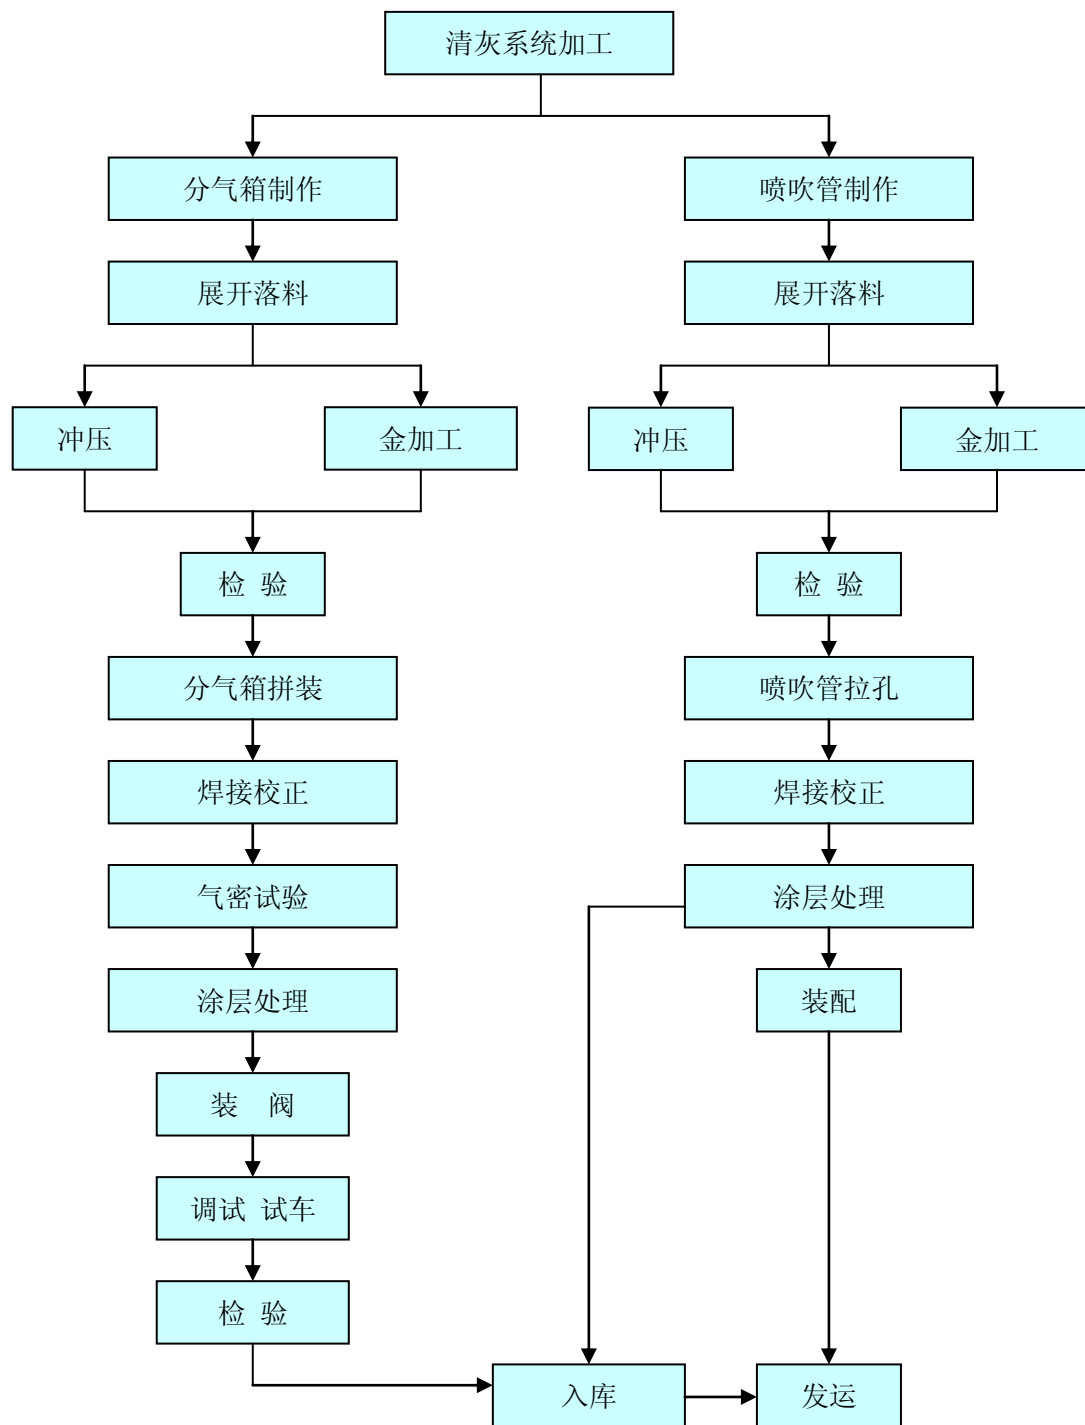 清灰系统加工
分气箱制作
喷吹管制作
展开落料
展开落料
冲压
金加工
冲压
金加工
检 验
检 验
分气箱拼装
喷吹管拉孔
焊接校正
焊接校正
气密试验
涂层处理
涂层处理
装配
装 阀
调试 试车
检 验
入库
发运